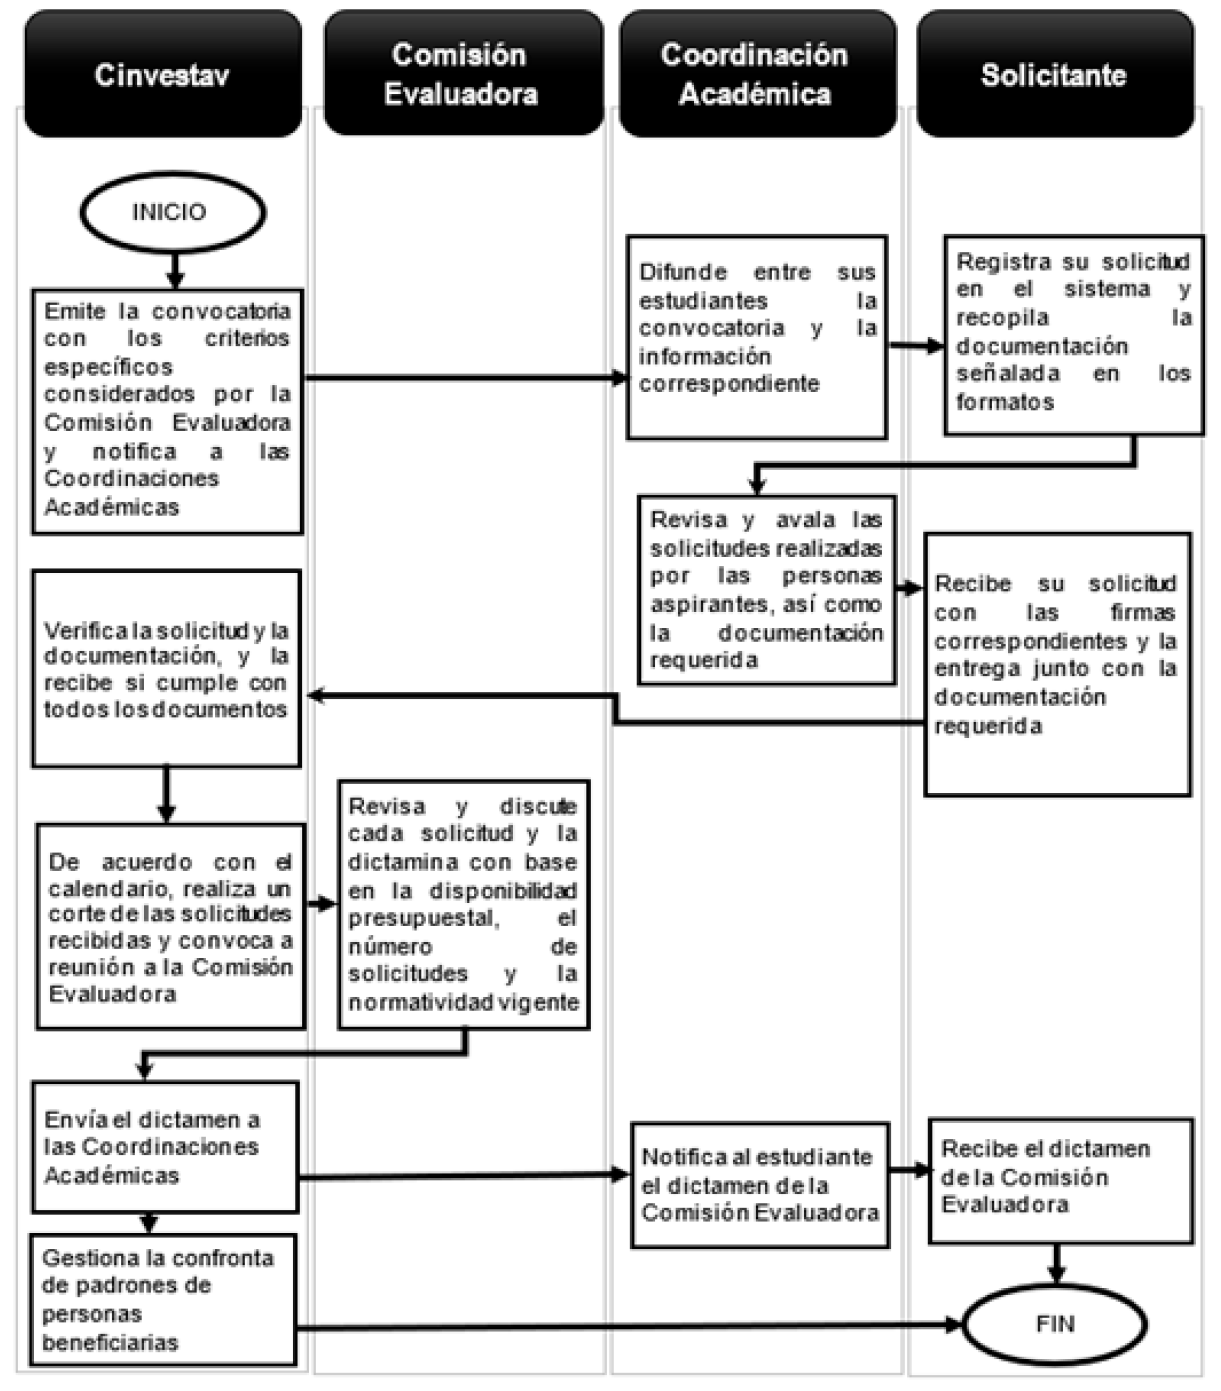 Cinvestav
Comisión
Evaluadora
Coordinación
Académica
Solicitante
INICIO
Emite la convocatoria
con los criterios
específicos
considerados por la
Comisión Evaluadora
y notifica a las
Coordinaciones
Académicas
Difunde entre sus
estudiantes la
convocatoria y la
información
correspondiente
Registra su solicitud
en el sistema y
recopila la
documentación
señalada en los
formatos
Revisa y avala las
solicitudes realizadas
por las personas
aspirantes, así como
la documentación
requerida
Recibe su solicitud
con las firmas
correspondientes y la
entrega junto con la
documentación
requerida
Verifica la solicitud y la
documentación, y la
recibe si cumple con
todos los documentos
De acuerdo con el
calendario, realiza un
corte de las solicitudes
recibidas y convoca a
reunión a la Comisión
Evaluadora
Revisa y discute
cada solicitud y la
dictamina con base
en la disponibilidad
presupuestal, el
número de
solicitudes y la
normatividad vigente
Envía el dictamen a
las Coordinaciones
Académicas
Notifica al estudiante
el dictamen de la
Comisión Evaluadora
Recibe el dictamen
de la Comisión
Evaluadora
Gestiona la confronta
de padrones de
personas
beneficiarias
FIN